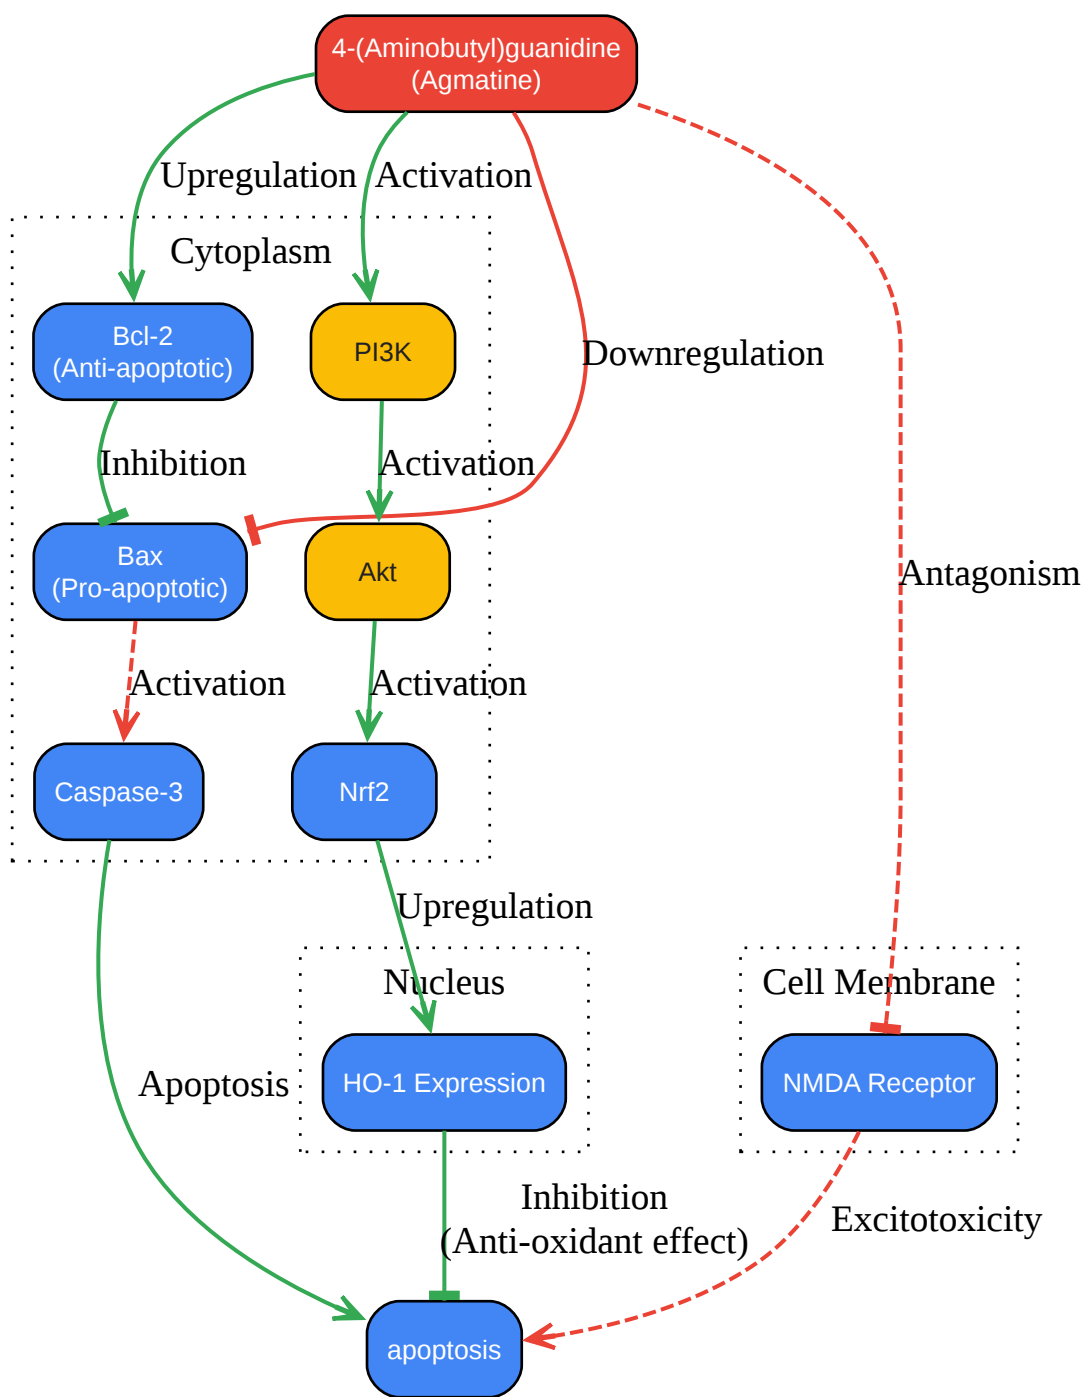 4-(Aminobutyl)guanidine
(Agmatine)
Upregulation
Activation
Cytoplasm
Bcl-2
(Anti-apoptotic)
PI3K
Downregulation
Inhibition
Activation
Bax
(Pro-apoptotic)
Akt
Antagonism
Activation
Activation
Caspase-3
Nrf2
Upregulation
Nucleus
Cell Membrane
Apoptosis
HO-1 Expression
NMDA Receptor
Inhibition
(Anti-oxidant effect)
Excitotoxicity
apoptosis